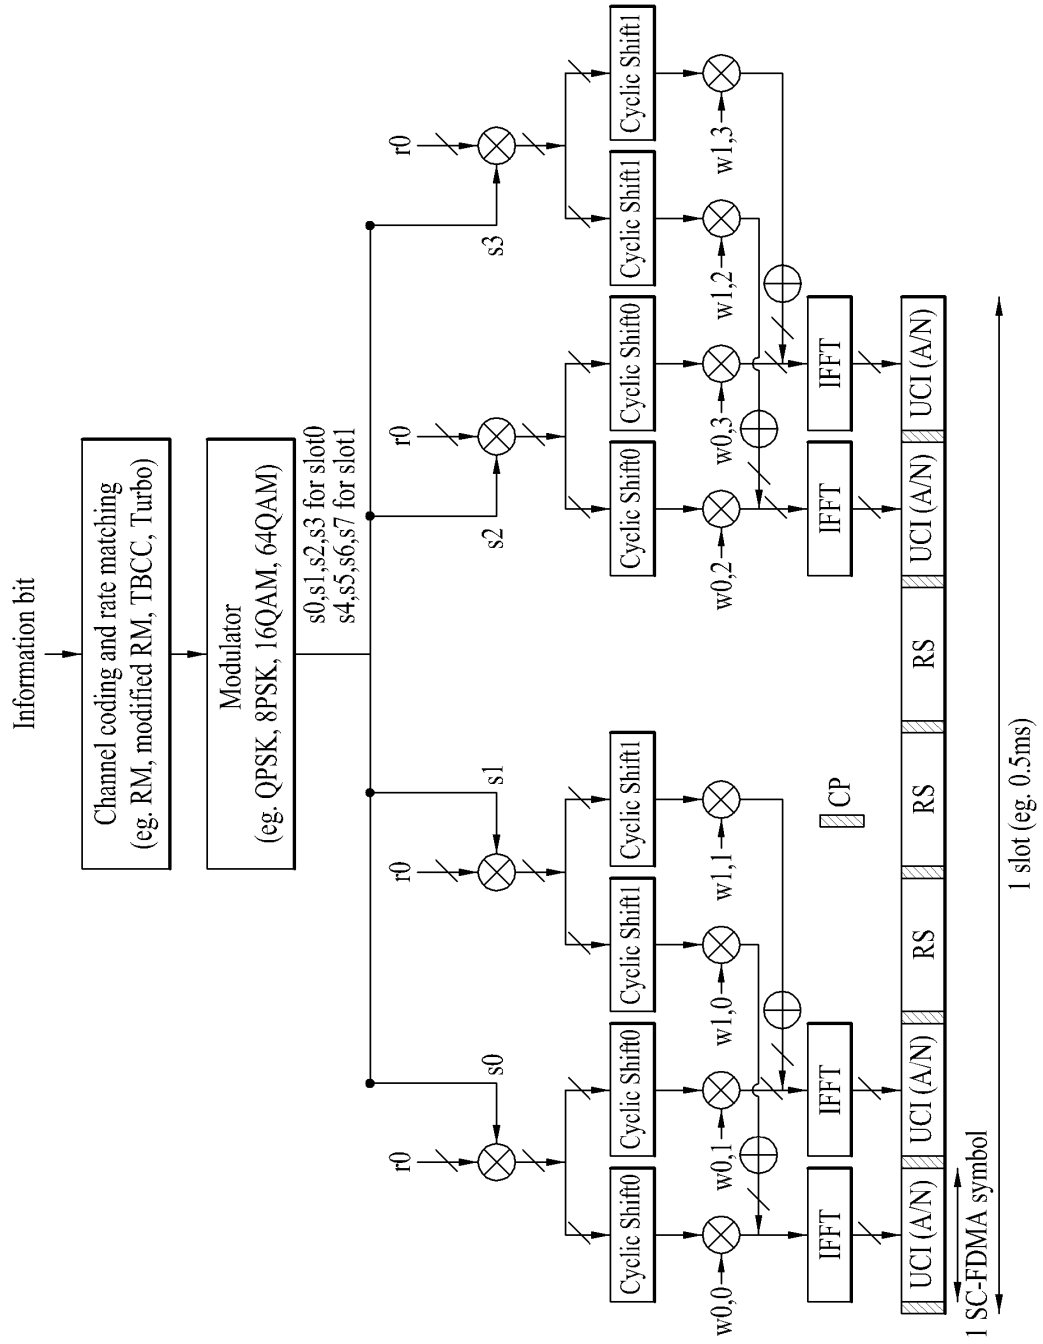 Information bit
Channel coding and rate matching
(eg. RM, modified RM, TBCC, Turbo)
Modulator
(eg. QPSK, 8PSK, 16QAM, 64QAM)
s0,s1,s2,s3 for slot0
s4,s5,s6,s7 for slot1
s0
s1
s2
s3
r0
r0
r0
r0
Cyclic Shift0
Cyclic Shift0
Cyclic Shift1
Cyclic Shift1
Cyclic Shift0
Cyclic Shift0
Cyclic Shift1
Cyclic Shift1
w0,0
w0,1
w1,0
w1,1
w0,2
w0,3
w1,2
w1,3
IFFT
IFFT
IFFT
IFFT
CP
UCI (A/N)
UCI (A/N)
RS
RS
RS
UCI (A/N)
UCI (A/N)
1 SC-FDMA symbol
1 slot (eg. 0.5ms)